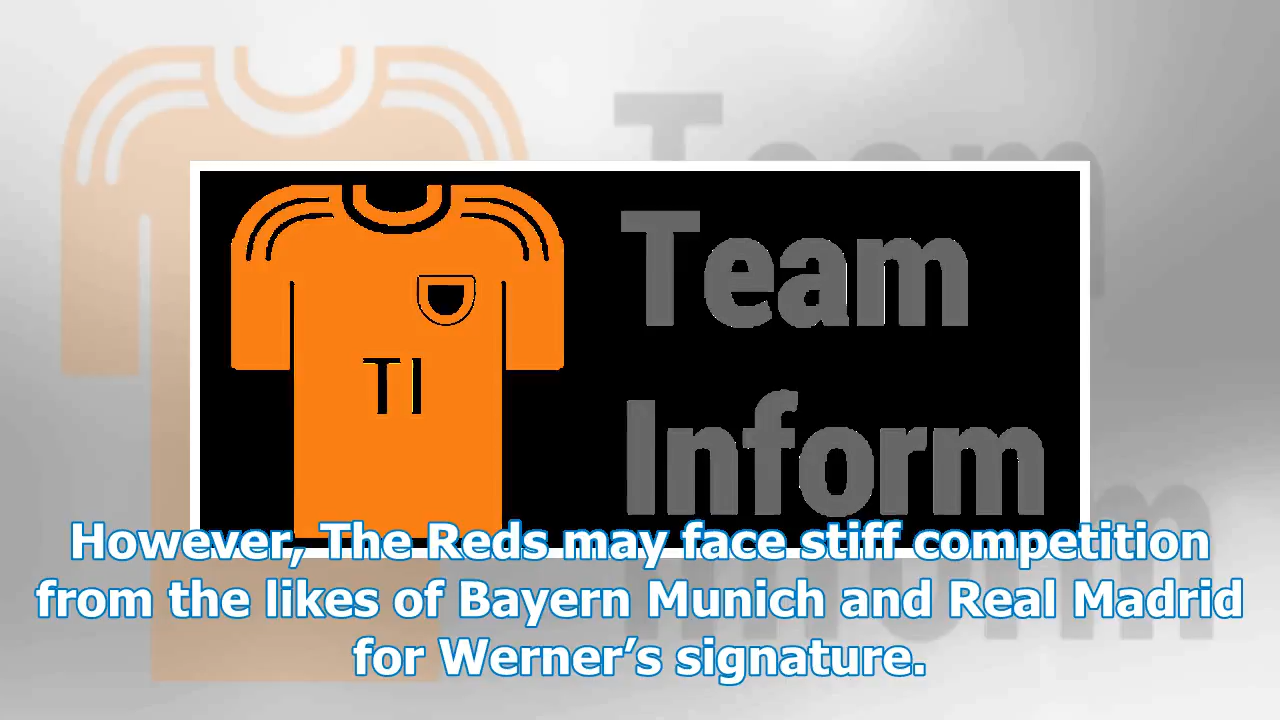 Team
TI
Inform
However, The Reds may face stiff competition
from the likes of Bayern Munich and Real Madrid
for Werner’s signature.